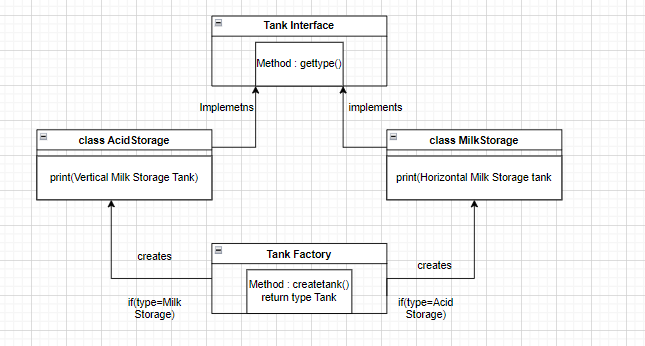 Tank Interface
Method : gettype()
Implemetns
implements
class AcidStorage
class MilkStorage
print(Vertical Milk Storage Tank)
print(Horizontal Milk Storage tank
creates
creates
Tank Factory
Method : createtank()
return type Tank
if(type=Milk
Storage)
if(type=Acid
Storage)